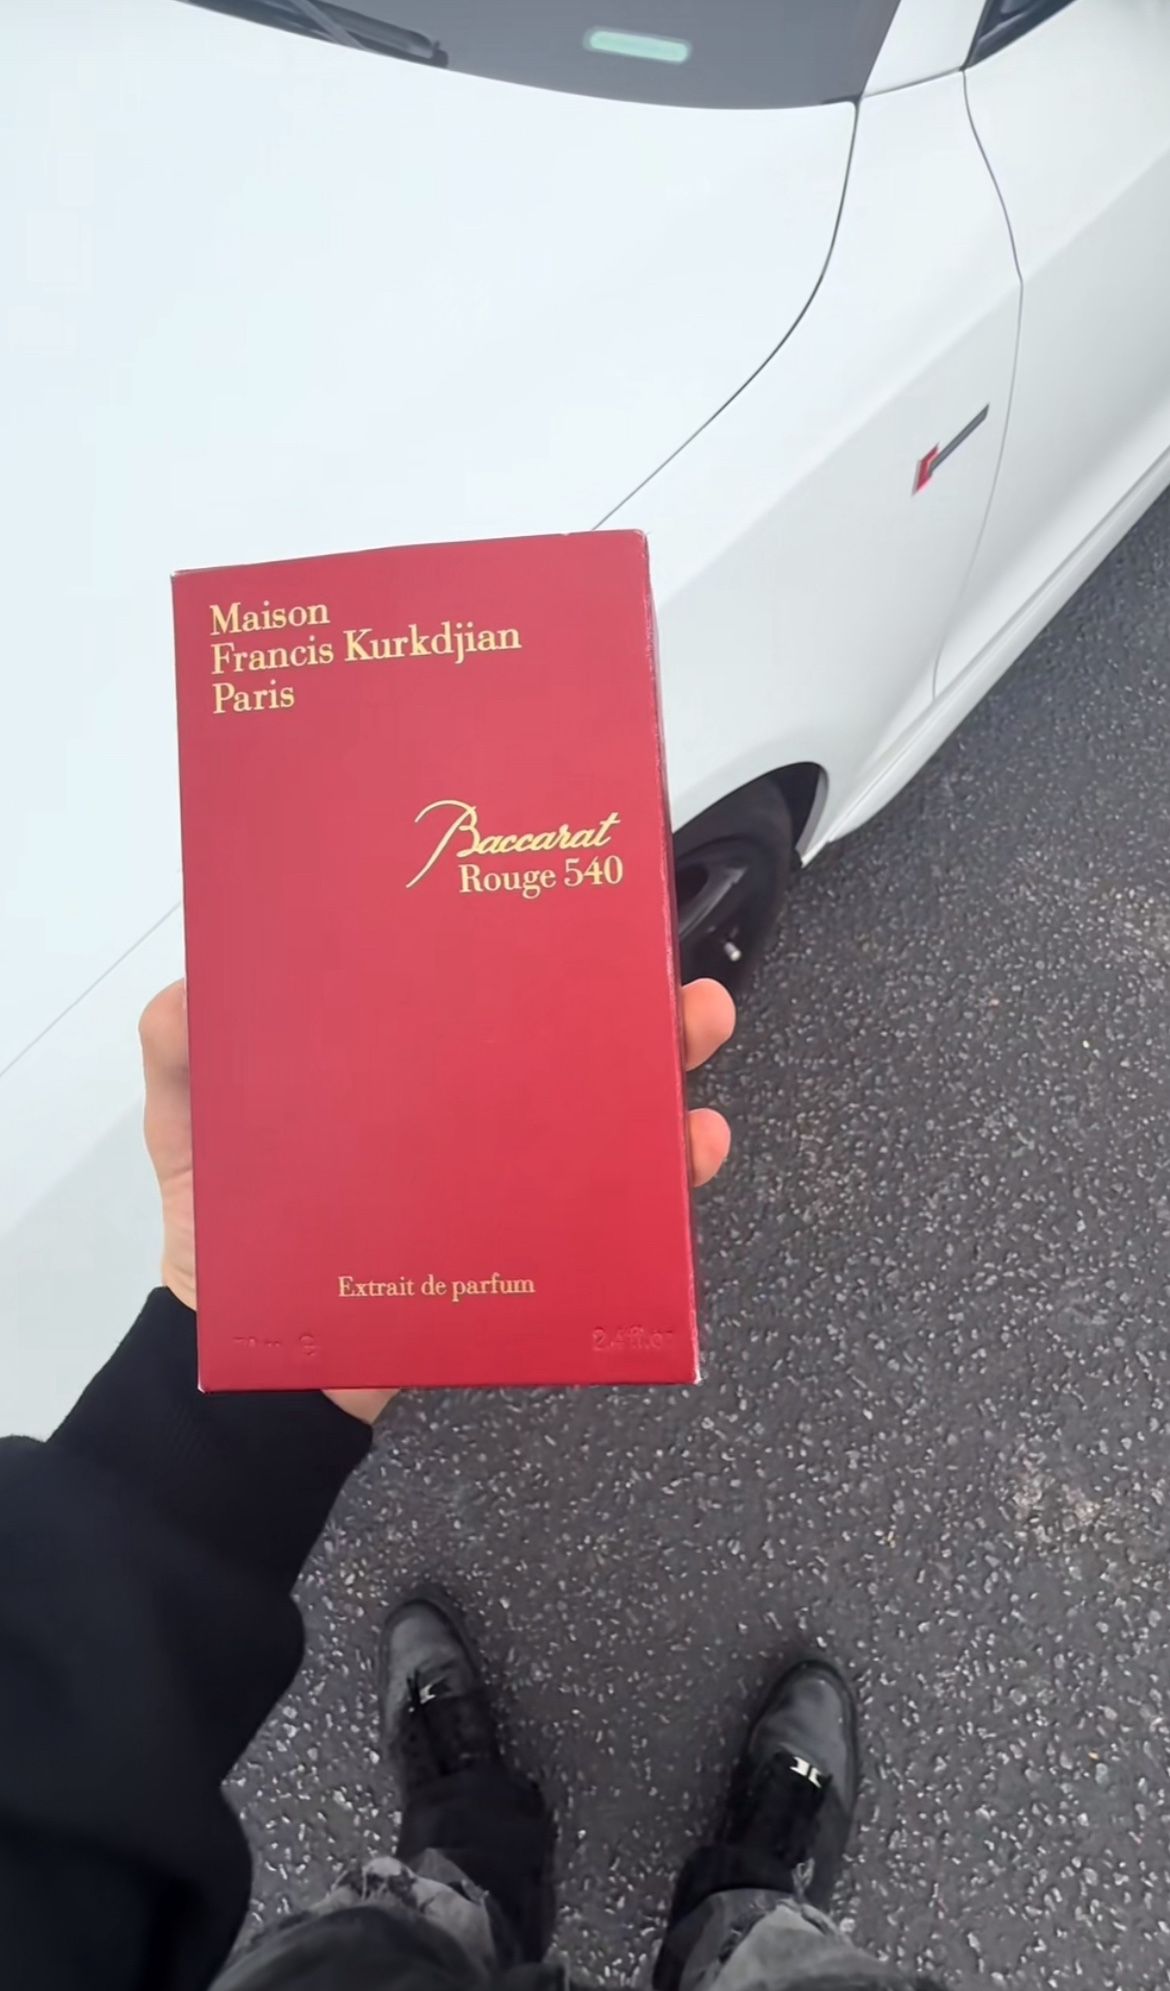 Maison
Francis Kurkdjian
Paris
Baccarat
Rouge 540
Extrait de parfum